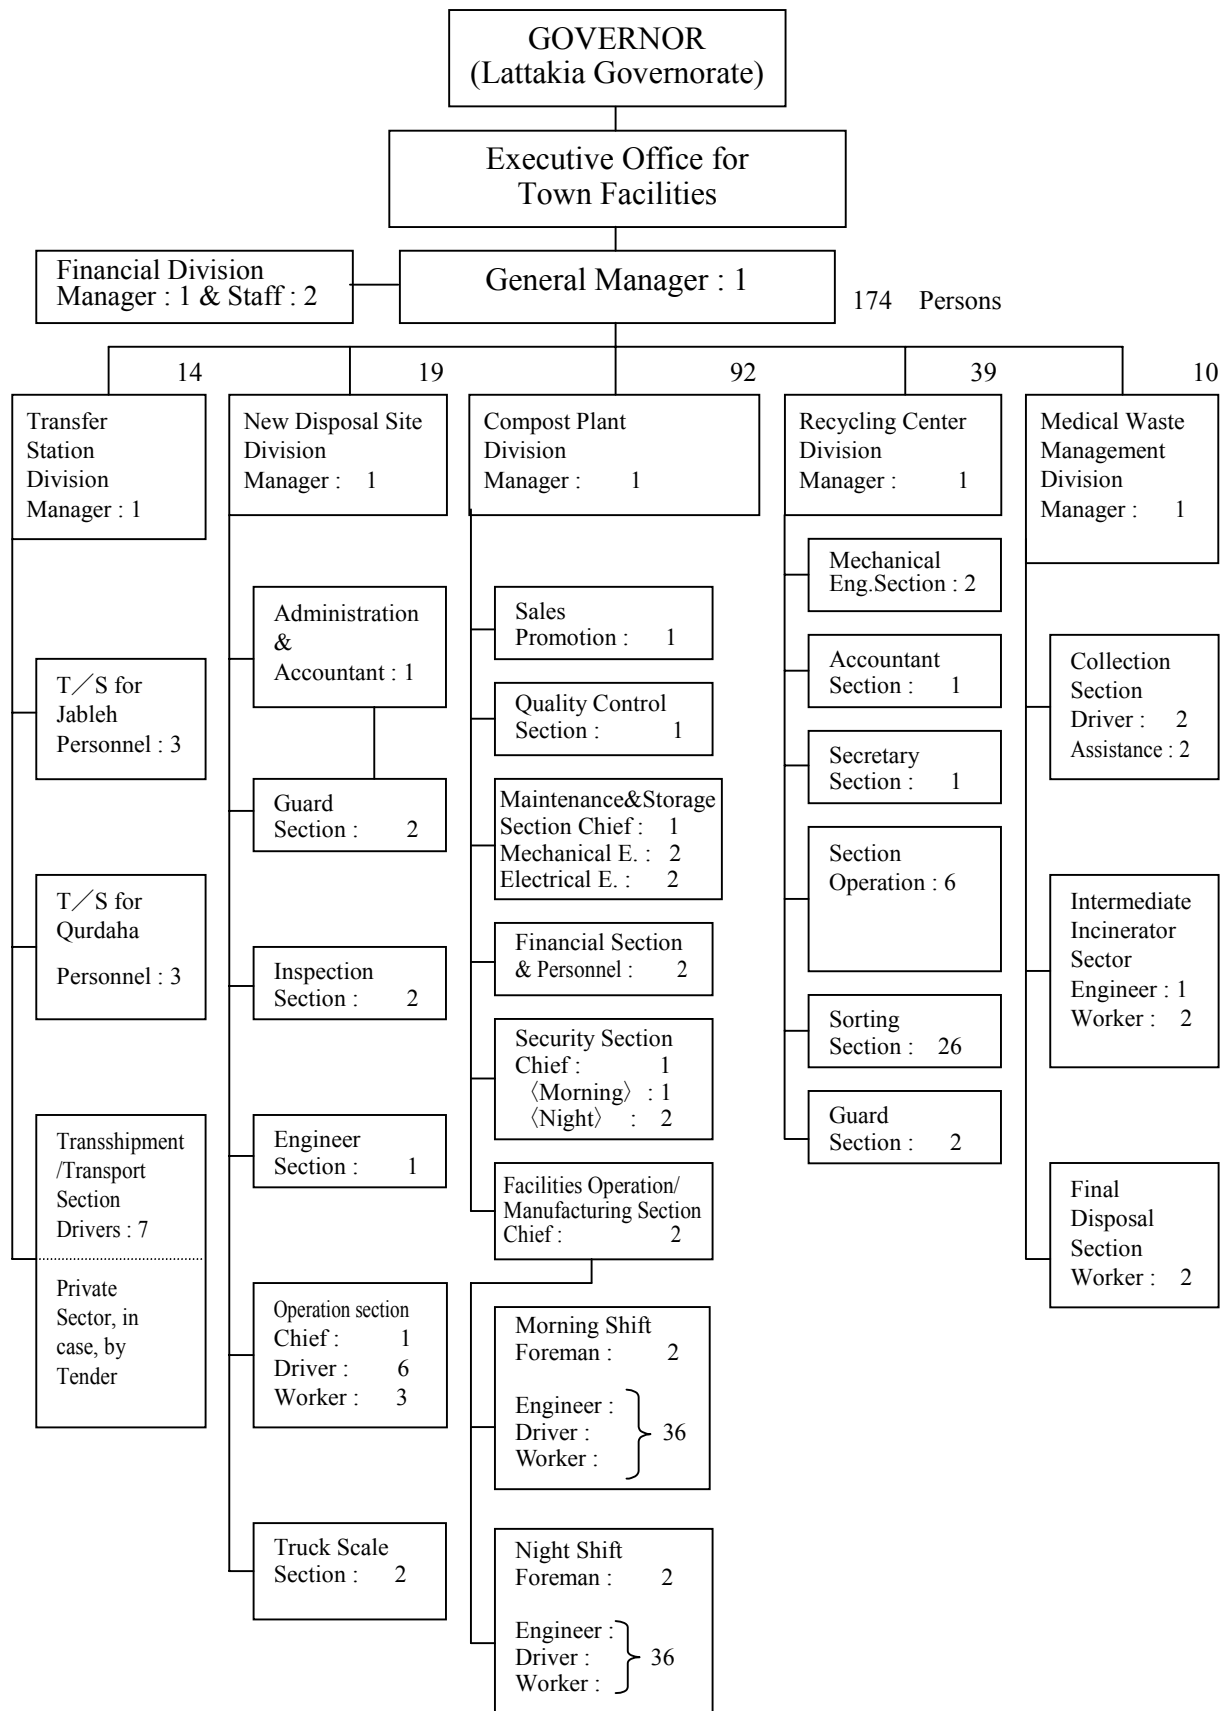 GOVERNOR
(Lattakia Governorate)
Executive Office for
Town Facilities
Financial Division
Manager : 1 & Staff : 2
General Manager : 1
174 Persons
14
19
92
39
10
Transfer
Station
Division
Manager : 1
T／S for
Jableh
Personnel : 3
T／S for
Qurdaha
Personnel : 3
Transshipment
/Transport
Section
Drivers : 7
Private
Sector, in
case, by
Tender
New Disposal Site
Division
Manager : 1
Administration
&
Accountant : 1
Guard
Section : 2
Inspection
Section : 2
Engineer
Section : 1
Operation section
Chief : 1
Driver : 6
Worker : 3
Truck Scale
Section : 2
Compost Plant
Division
Manager : 1
Sales
Promotion : 1
Quality Control
Section : 1
Maintenance&Storage
Section Chief : 1
Mechanical E. : 2
Electrical E. : 2
Financial Section
& Personnel : 2
Security Section
Chief : 1
〈Morning〉 : 1
〈Night〉 : 2
Facilities Operation/
Manufacturing Section
Chief : 2
Morning Shift
Foreman : 2
Engineer :
Driver : 36
Worker :
Night Shift
Foreman : 2
Engineer :
Driver : 36
Worker :
Recycling Center
Division
Manager : 1
Mechanical
Eng.Section : 2
Accountant
Section : 1
Secretary
Section : 1
Section
Operation : 6
Sorting
Section : 26
Guard
Section : 2
Medical Waste
Management
Division
Manager : 1
Collection
Section
Driver : 2
Assistance : 2
Intermediate
Incinerator
Sector
Engineer : 1
Worker : 2
Final
Disposal
Section
Worker : 2